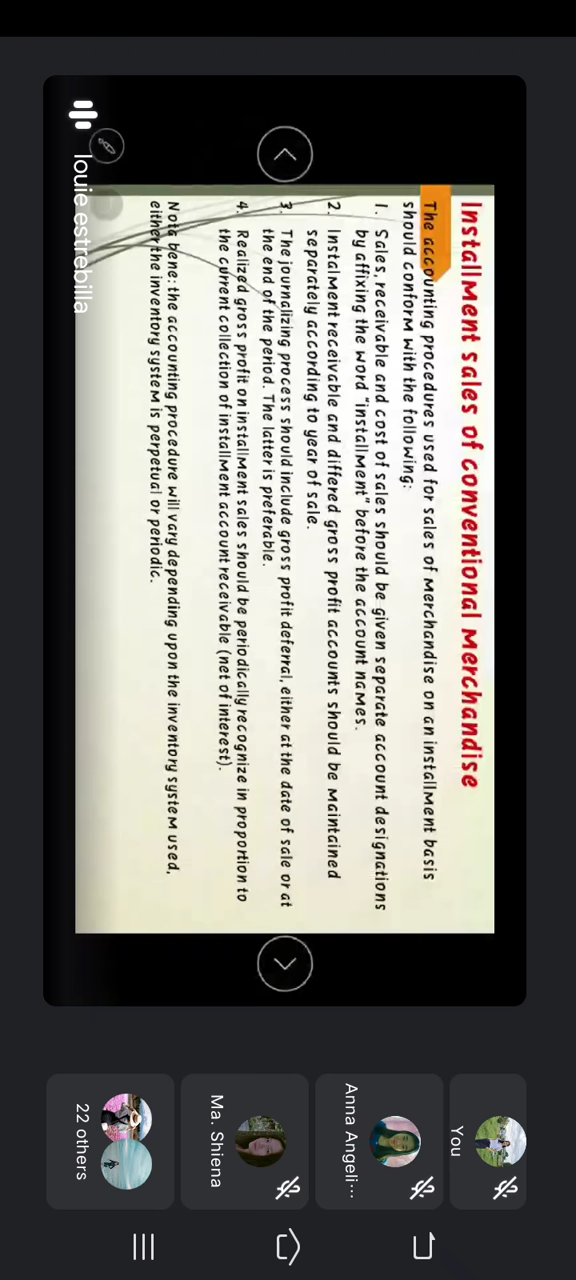 Installment sales of conventional merchandise
The accounting procedures used for sales of merchandise on an installment basis
should conform with the following:
1. Sales, receivable and cost of sales should be given separate account designations
by affixing the word "installment" before the account names.
2. Instalment receivable and differed gross profit accounts should be maintained
separately according to year of sale.
3. The journalizing process should include gross profit deferral, either at the date of sale or at
the end of the period. The latter is preferable.
4. Realized gross profit on installment sales should be periodically recognize in proportion to
the current collection of installment account receivable (net of interest).
Nota bene: the accounting procedure will vary depending upon the inventory system used,
either the inventory system is perpetual or periodic.
louie estrebilla
You
Anna Angeli...
Ma. Shiena
22 others